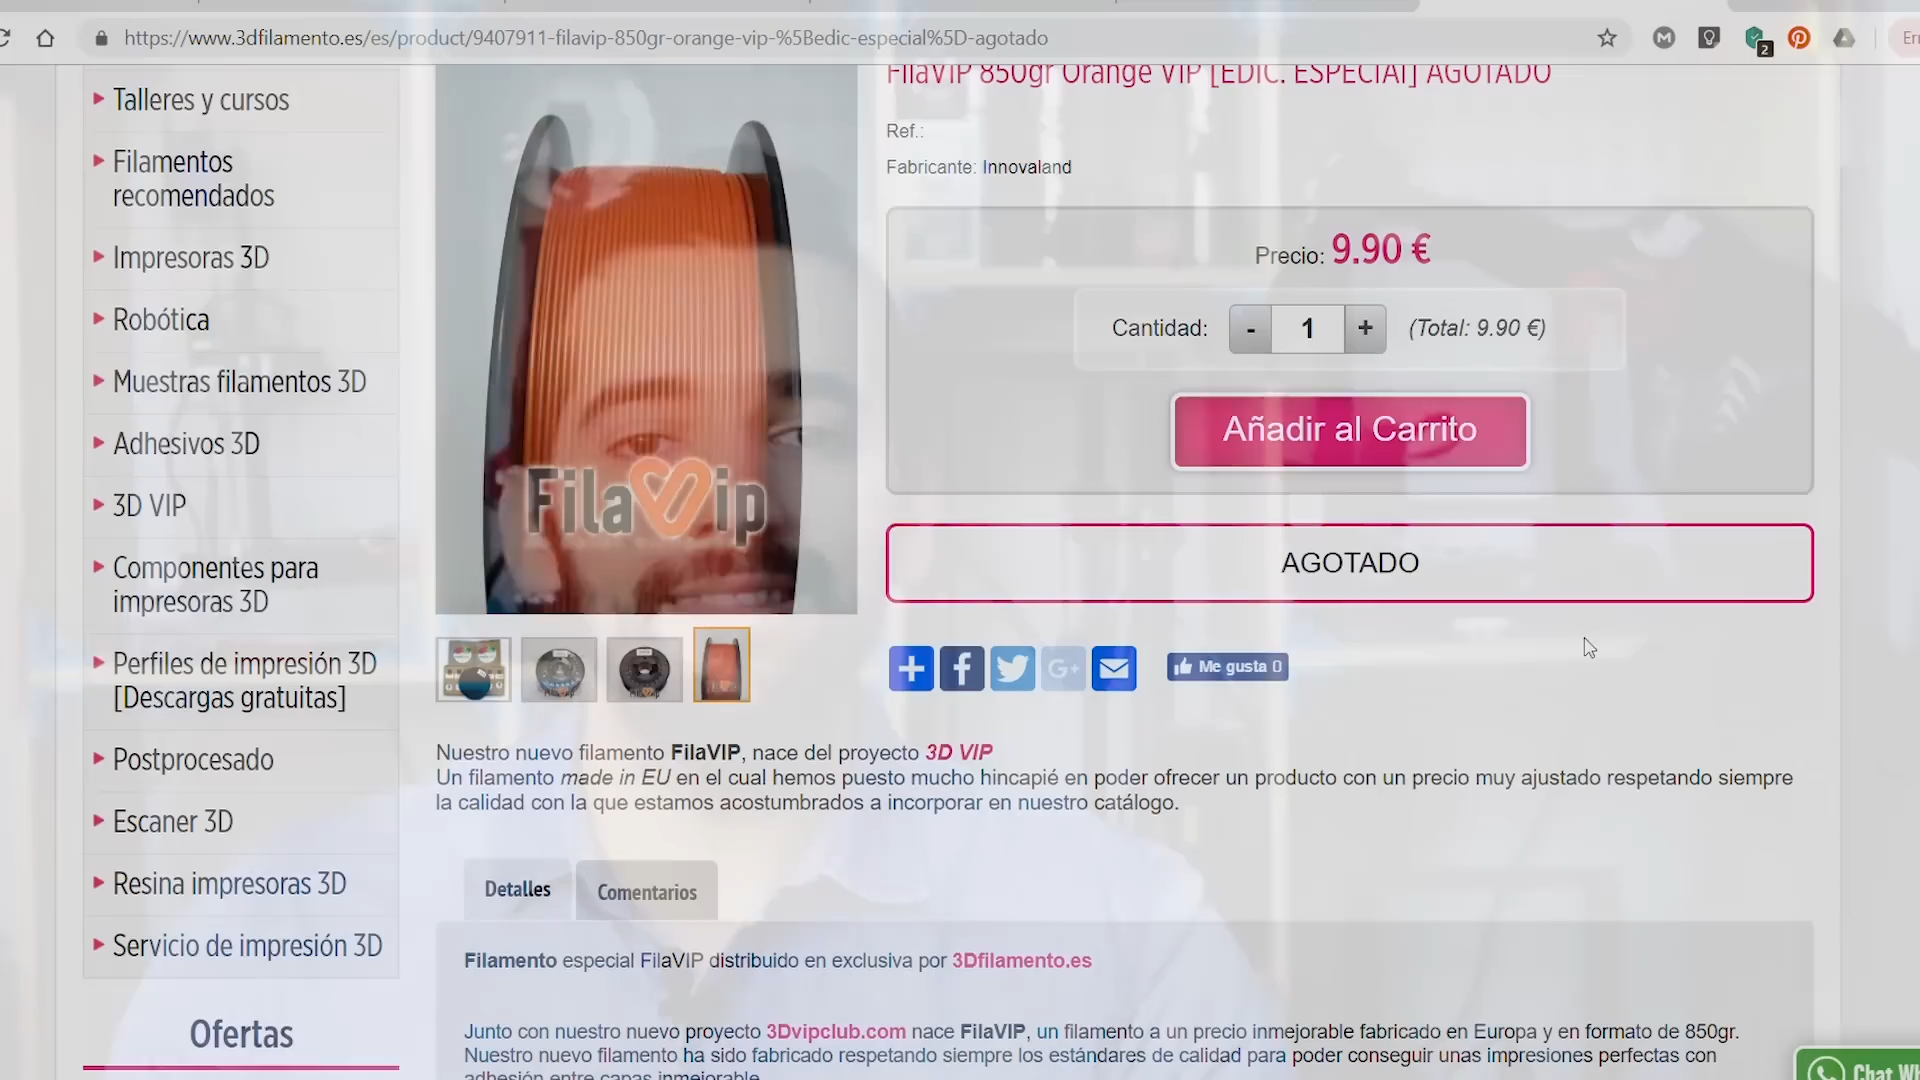 https://www.3dfilamento.es/es/product/9407911-filavip-850gr-orange-vip-%5Bedic-especial%5D-agotado
2
Talleres y cursos
Filamentos
recomendados
Impresoras 3D
Robótica
Muestras filamentos 3D
Adhesivos 3D
3D VIP
Componentes para
impresoras 3D
Perfiles de impresión 3D
[Descargas gratuitas]
Postprocesado
Escaner 3D
Resina impresoras 3D
Servicio de impresión 3D
Ofertas
FilaVip
FilaVIP 850gr Orange VIP [EDIC. ESPECIAl] AGOTADO
Ref.:
Fabricante: Innovaland
Precio: 9.90 €
Cantidad: - 1 + (Total: 9.90 €)
Añadir al Carrito
AGOTADO
Me gusta 0
Nuestro nuevo filamento FilaVIP, nace del proyecto 3D VIP
Un filamento made in EU en el cual hemos puesto mucho hincapié en poder ofrecer un producto con un precio muy ajustado respetando siempre
la calidad con la que estamos acostumbrados a incorporar en nuestro catálogo.
Detalles Comentarios
Filamento especial FilaVIP distribuido en exclusiva por 3Dfilamento.es
Junto con nuestro nuevo proyecto 3Dvipclub.com nace FilaVIP, un filamento a un precio inmejorable fabricado en Europa y en formato de 850gr.
Nuestro nuevo filamento ha sido fabricado respetando siempre los estándares de calidad para poder conseguir unas impresiones perfectas con
adhesión entre capas inmejorable
Chat